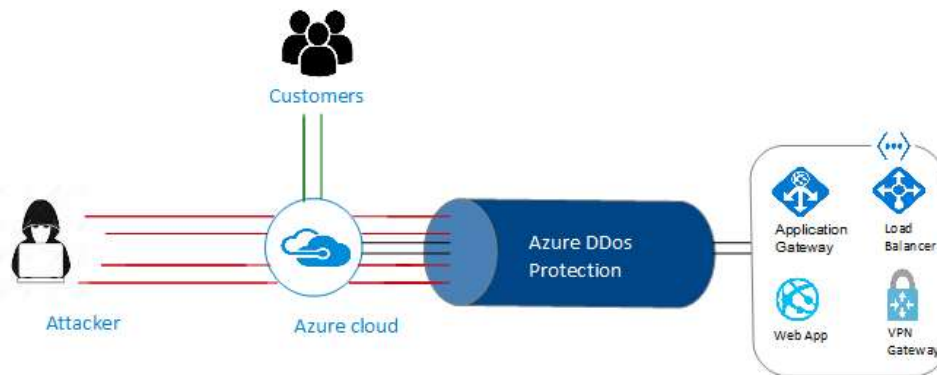 Customers
Attacker
Azure cloud
Azure DDos
Protection
Application
Gateway
Load
Balancer
Web App
VPN
Gateway